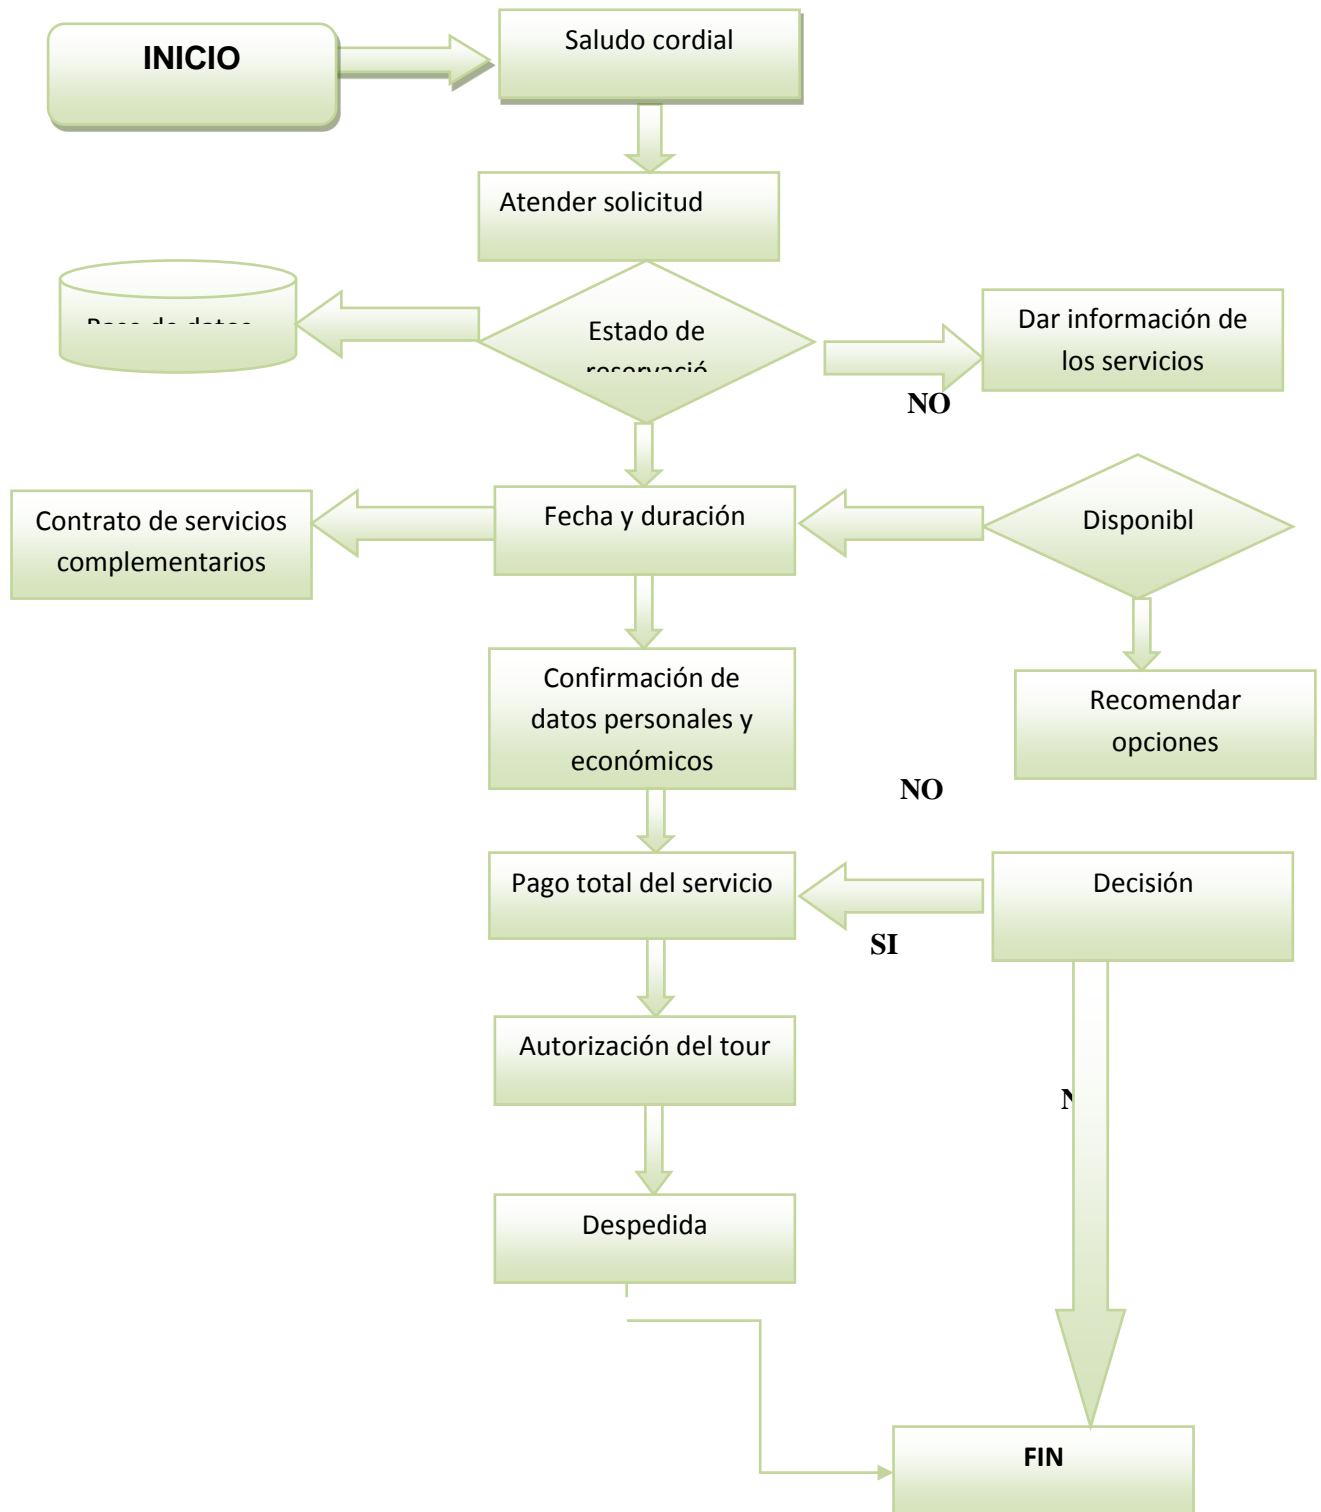 INICIO
Saludo cordial
Atender solicitud
Estado de
Dar información de
los servicios
NO
Contrato de servicios
complementarios
Fecha y duración
Disponibl
Confirmación de
datos personales y
económicos
Recomendar
opciones
NO
Pago total del servicio
Decisión
SI
Autorización del tour
Despedida
FIN